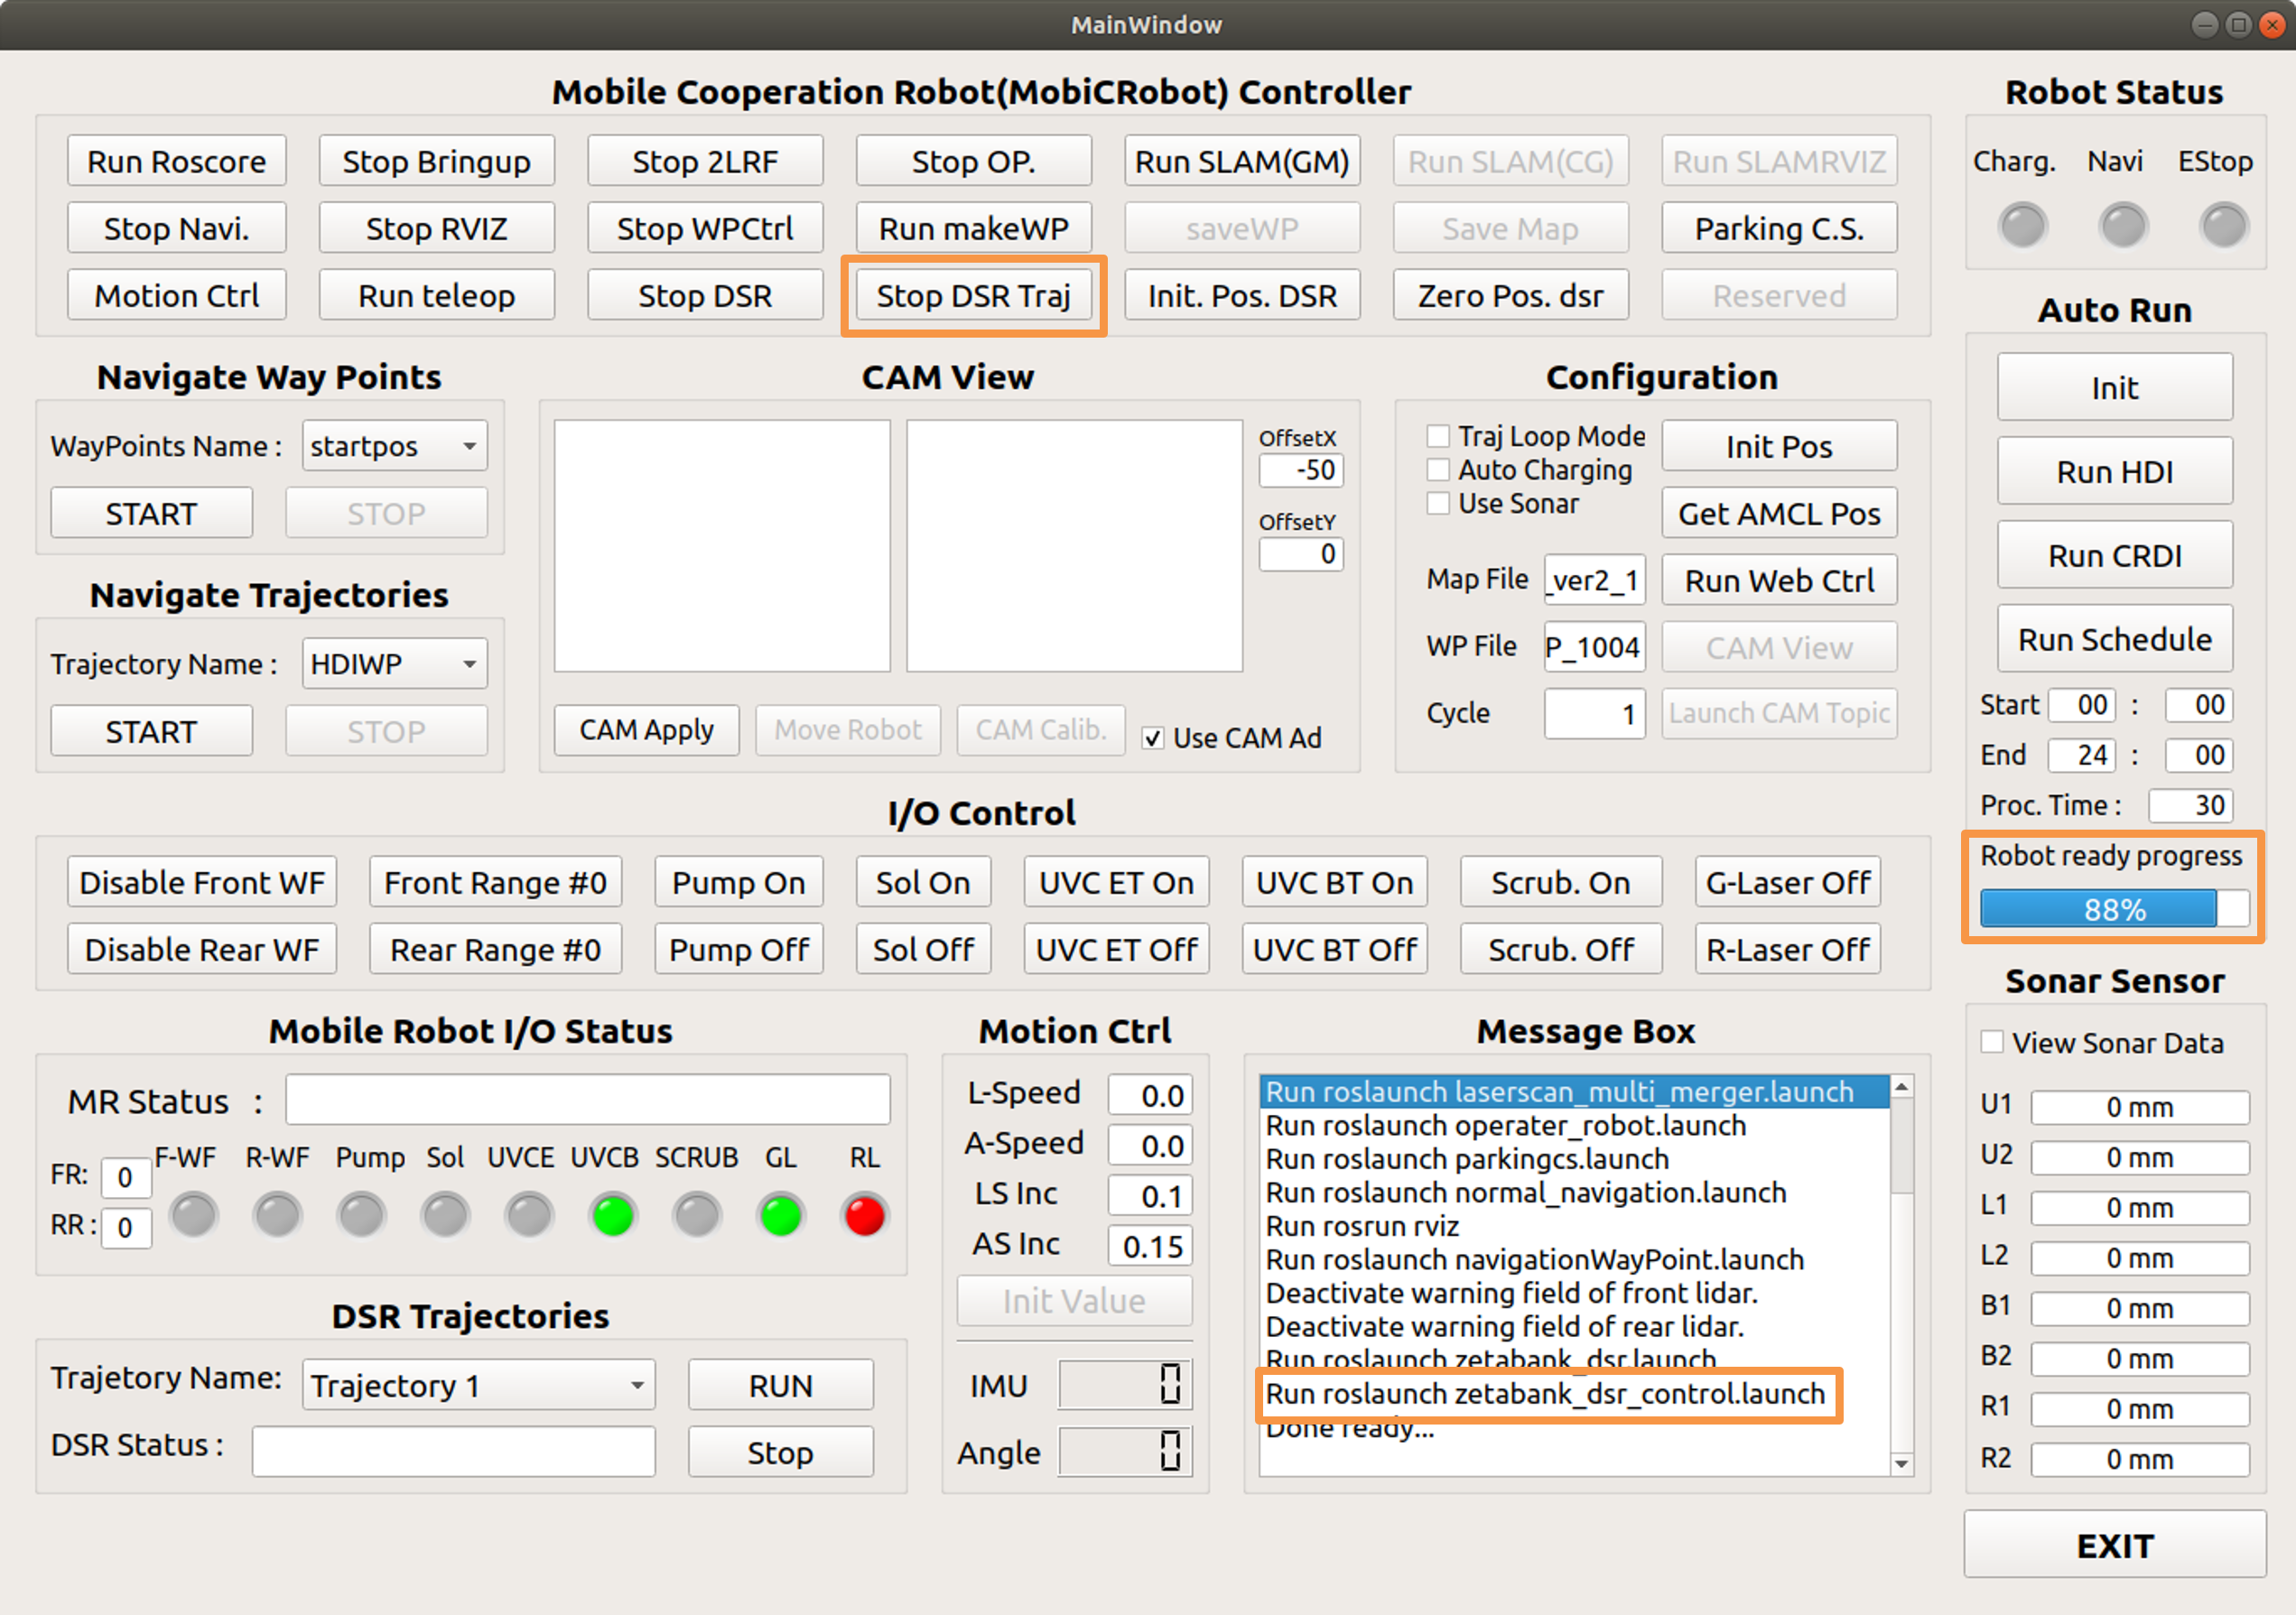 MainWindow
Mobile Cooperation Robot(MobiCRobot) Controller
Run Roscore Stop Bringup Stop 2LRF Stop OP. Run SLAM(GM) Run SLAM(CG) Run SLAMRVIZ
Stop Navi. Stop RVIZ Stop WPCtrl Run makeWP saveWP Save Map Parking C.S.
Motion Ctrl Run teleop Stop DSR Stop DSR Traj Init. Pos. DSR Zero Pos. dsr Reserved
Robot Status
Charg. Navi EStop
Navigate Way Points
WayPoints Name : startpos
START STOP
Navigate Trajectories
Trajectory Name : HDIWP
START STOP
CAM View
OffsetX
-50
OffsetY
0
CAM Apply Move Robot CAM Calib. Use CAM Ad
Configuration
Traj Loop Mode
Auto Charging
Use Sonar
Init Pos
Get AMCL Pos
Map File _ver2_1 Run Web Ctrl
WP File P_1004 CAM View
Cycle 1 Launch CAM Topic
Auto Run
Init
Run HDI
Run CRDI
Run Schedule
Start 00 : 00
End 24 : 00
Proc. Time : 30
Robot ready progress
88%
I/O Control
Disable Front WF Front Range #0 Pump On Sol On UVC ET On UVC BT On Scrub. On G-Laser Off
Disable Rear WF Rear Range #0 Pump Off Sol Off UVC ET Off UVC BT Off Scrub. Off R-Laser Off
Mobile Robot I/O Status
MR Status :
F-WF R-WF Pump Sol UVCE UVCB SCRUB GL RL
FR: 0
RR : 0
DSR Trajectories
Trajetory Name: Trajectory 1 RUN
DSR Status : Stop
Motion Ctrl
L-Speed 0.0
A-Speed 0.0
LS Inc 0.1
AS Inc 0.15
Init Value
IMU 0
Angle 0
Message Box
Run roslaunch laserscan_multi_merger.launch
Run roslaunch operater_robot.launch
Run roslaunch parkingcs.launch
Run roslaunch normal_navigation.launch
Run rosrun rviz
Run roslaunch navigationWayPoint.launch
Deactivate warning field of front lidar.
Deactivate warning field of rear lidar.
Run roslaunch zetabank_dsr.launch
Run roslaunch zetabank_dsr_control.launch
Done ready...
Sonar Sensor
View Sonar Data
U1 0 mm
U2 0 mm
L1 0 mm
L2 0 mm
B1 0 mm
B2 0 mm
R1 0 mm
R2 0 mm
EXIT